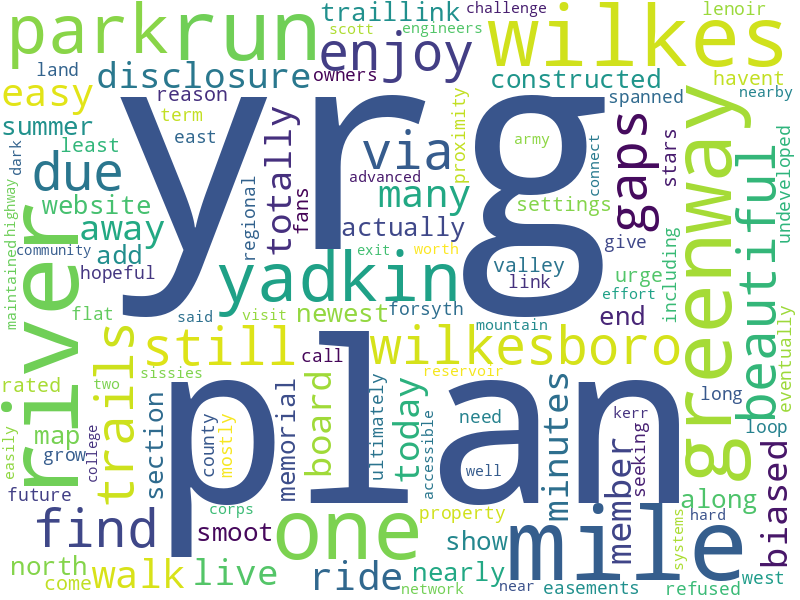 challenge
traillink
lenoir
parkrun
scott
engineers
wilkes
enjoy
land
disclosure
owners
constructed
havent
nearby
easy
reason
spanned
term
summer
yrg
east
totally
fans
via
proximity
army
connect
gaps
stars
greenway
beautiful
undeveloped
dark
least
due
website
many
advanced
settings
away
actually
regional
give
maintained
highway
river
community
add
exit
worth
valley
hopeful
yadkin
link
urge
including
flat
said
visit
newest
forsyth
effort
end
eventually
mountain
trails
still
call
wilkesboro
reservoir
rated
two
sissies
plan
long
map
county
mostly
memorial
board
ultimately
today
accessible
need
minutes
member
kerr
seeking
loop
easily
grow
college
section
well
biased
future
corps
along
find
smoot
one
property
mile
hard
systems
show
north
come
walk
live
ride
nearly
network
near
easements
refused
west